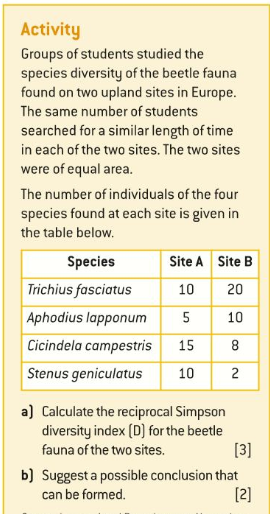 Activity
Groups of students studied the
species diversity of the beetle fauna
found on two upland sites in Europe.
The same number of students
searched for a similar length of time
in each of the two sites. The two sites
were of equal area.
The number of individuals of the four
species found at each site is given in
the table below.
Species Site A Site B
Trichius fasciatus 10 20
Aphodius lapponum 5 10
Cicindela campestris 15 8
Stenus geniculatus 10 2
a) Calculate the reciprocal Simpson
diversity index (D) for the beetle
fauna of the two sites. [3]
b) Suggest a possible conclusion that
can be formed. [2]